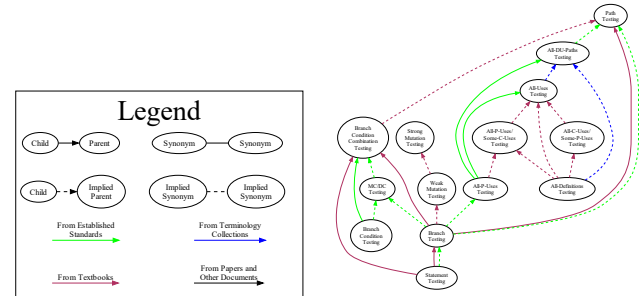 Legend
Child
Parent
Synonym
Synonym
Child
Implied
Parent
Implied
Synonym
Implied
Synonym
From Established
Standards
From Terminology
Collections
From Textbooks
From Papers and
Other Documents
Path
Testing
All-DU-Paths
Testing
All-Uses
Testing
Branch
Condition
Combination
Testing
Strong
Mutation
Testing
All-P-Uses/
Some-C-Uses
Testing
All-C-Uses/
Some-P-Uses
Testing
MC/DC
Testing
Weak
Mutation
Testing
All-P-Uses
Testing
All-Definitions
Testing
Branch
Condition
Testing
Branch
Testing
Statement
Testing